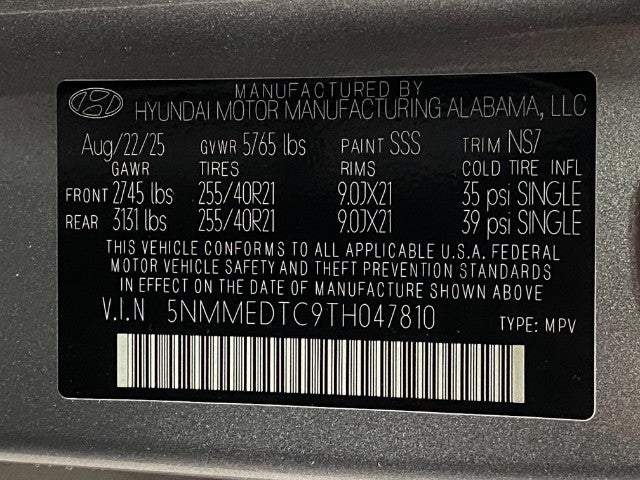 MANUFACTURED BY
HYUNDAI MOTOR MANUFACTURING ALABAMA, LLC
Aug/22/25 GVWR 5765 lbs PAINT SSS TRIM NS7
GAWR TIRES RIMS COLD TIRE INFL
FRONT 2745 lbs 255/40R21 9.0JX21 35 psi SINGLE
REAR 3131 lbs 255/40R21 9.0JX21 39 psi SINGLE
THIS VEHICLE CONFORMS TO ALL APPLICABLE U.S.A. FEDERAL
MOTOR VEHICLE SAFETY AND THEFT PREVENTION STANDARDS
IN EFFECT ON THE DATE OF MANUFACTURE SHOWN ABOVE.
V.I.N 5NMMEDTC9TH047810 TYPE: MPV